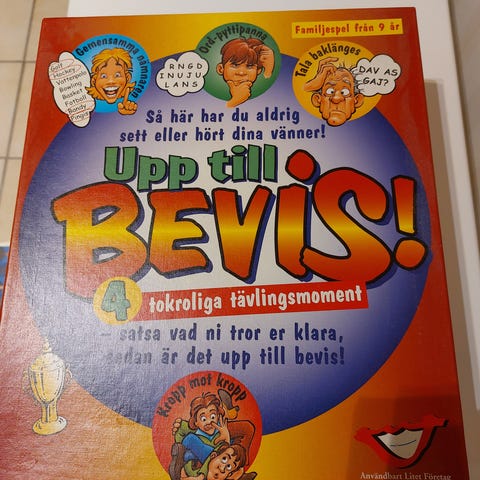 Familjespel från 9 år
Gemensamma nämnaren
Golf
Hockey
Vattenpolo
Bowling
Basket
Fotboll
Bandy
Pingis
Ord-pyttipanna
RNGD
INUJU
LANS
Tala baklänges
DAV AS
GAJ?
Så här har du aldrig
sett eller hört dina vänner!
Upp till
BEVIS!
4 tokroliga tävlingsmoment
– satsa vad ni tror er klara,
sedan är det upp till bevis!
Kropp mot kropp
Användbart Litet Företag